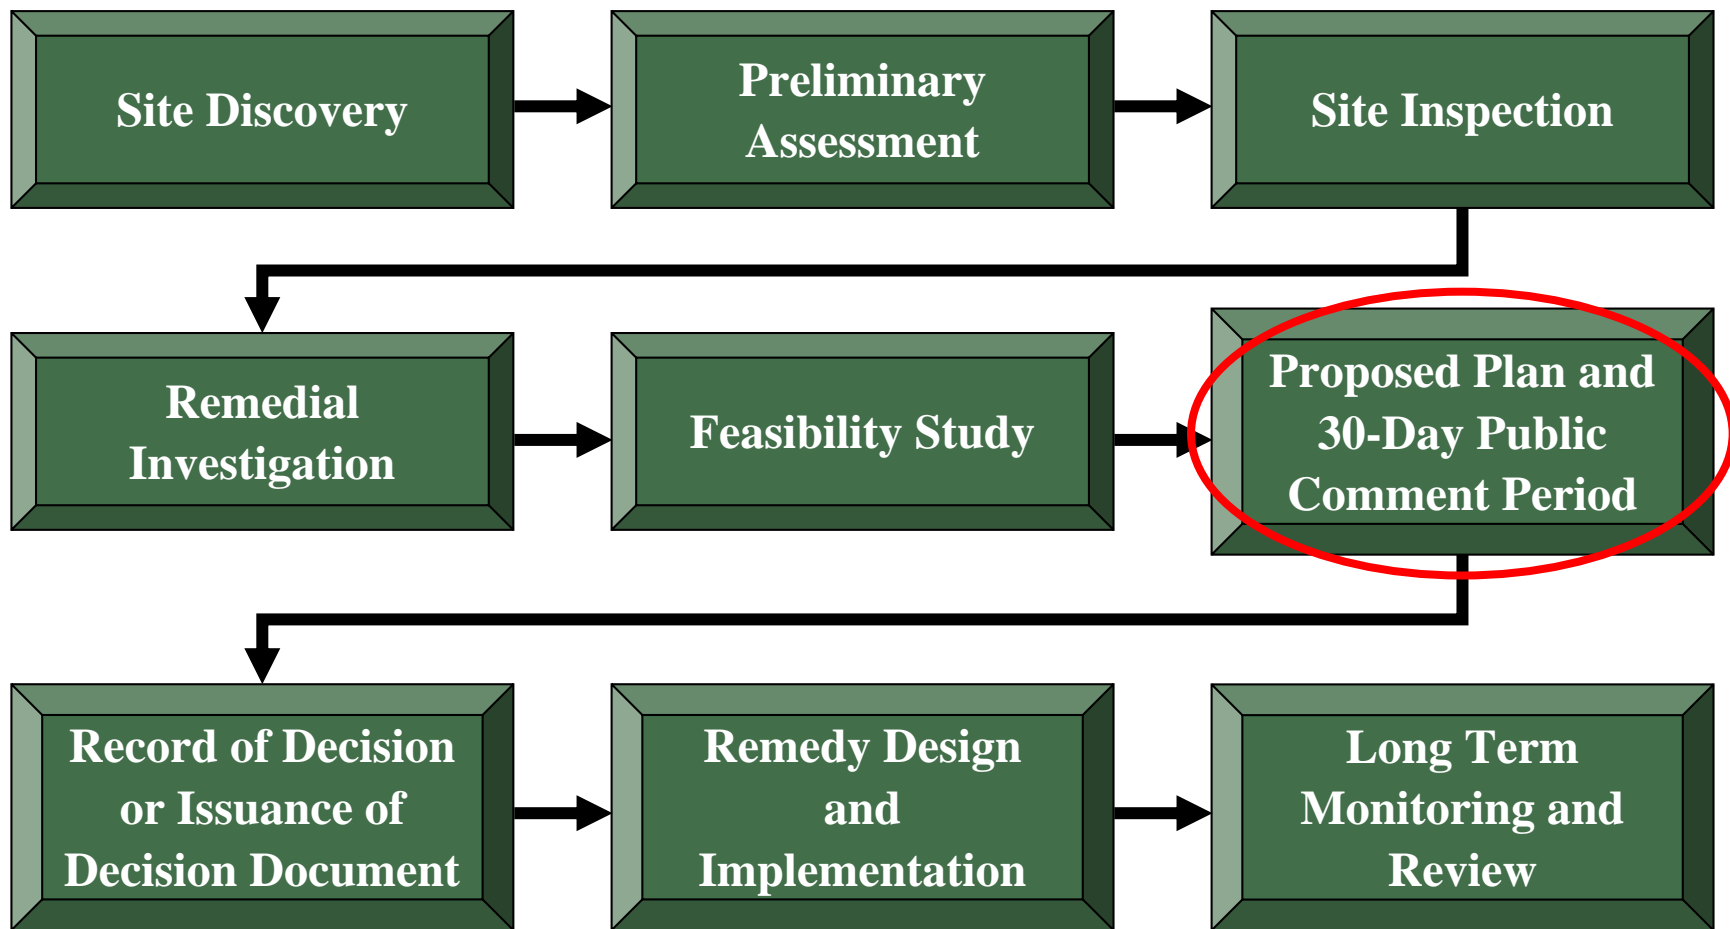 Site Discovery
Preliminary
Assessment
Site Inspection
Remedial
Investigation
Feasibility Study
Proposed Plan and
30-Day Public
Comment Period
Record of Decision
or Issuance of
Decision Document
Remedy Design
and
Implementation
Long Term
Monitoring and
Review